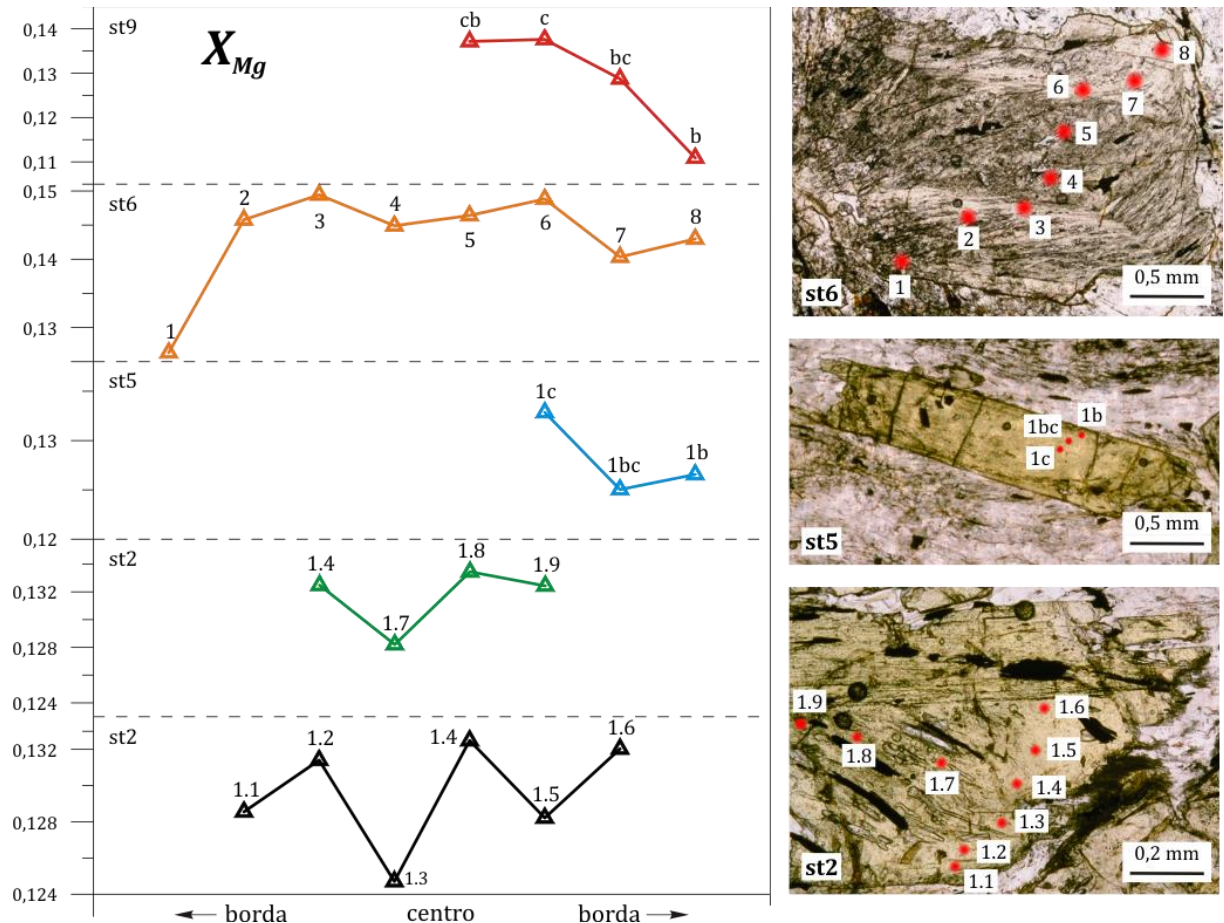 st9
X_Mg
0,14
0,13
0,12
0,11
cb
c
bc
b
st6
0,15
0,14
0,13
1
2
3
4
5
6
7
8
st5
0,13
0,12
1c
1bc
1b
st2
0,132
0,128
0,124
1.4
1.7
1.8
1.9
st2
0,132
0,128
0,124
1.1
1.2
1.3
1.4
1.5
1.6
← borda centro borda →
8
6
7
5
4
3
2
1
st6
0,5 mm
1b
1bc
1c
st5
0,5 mm
1.9
1.6
1.8
1.5
1.7
1.4
1.3
1.2
1.1
st2
0,2 mm